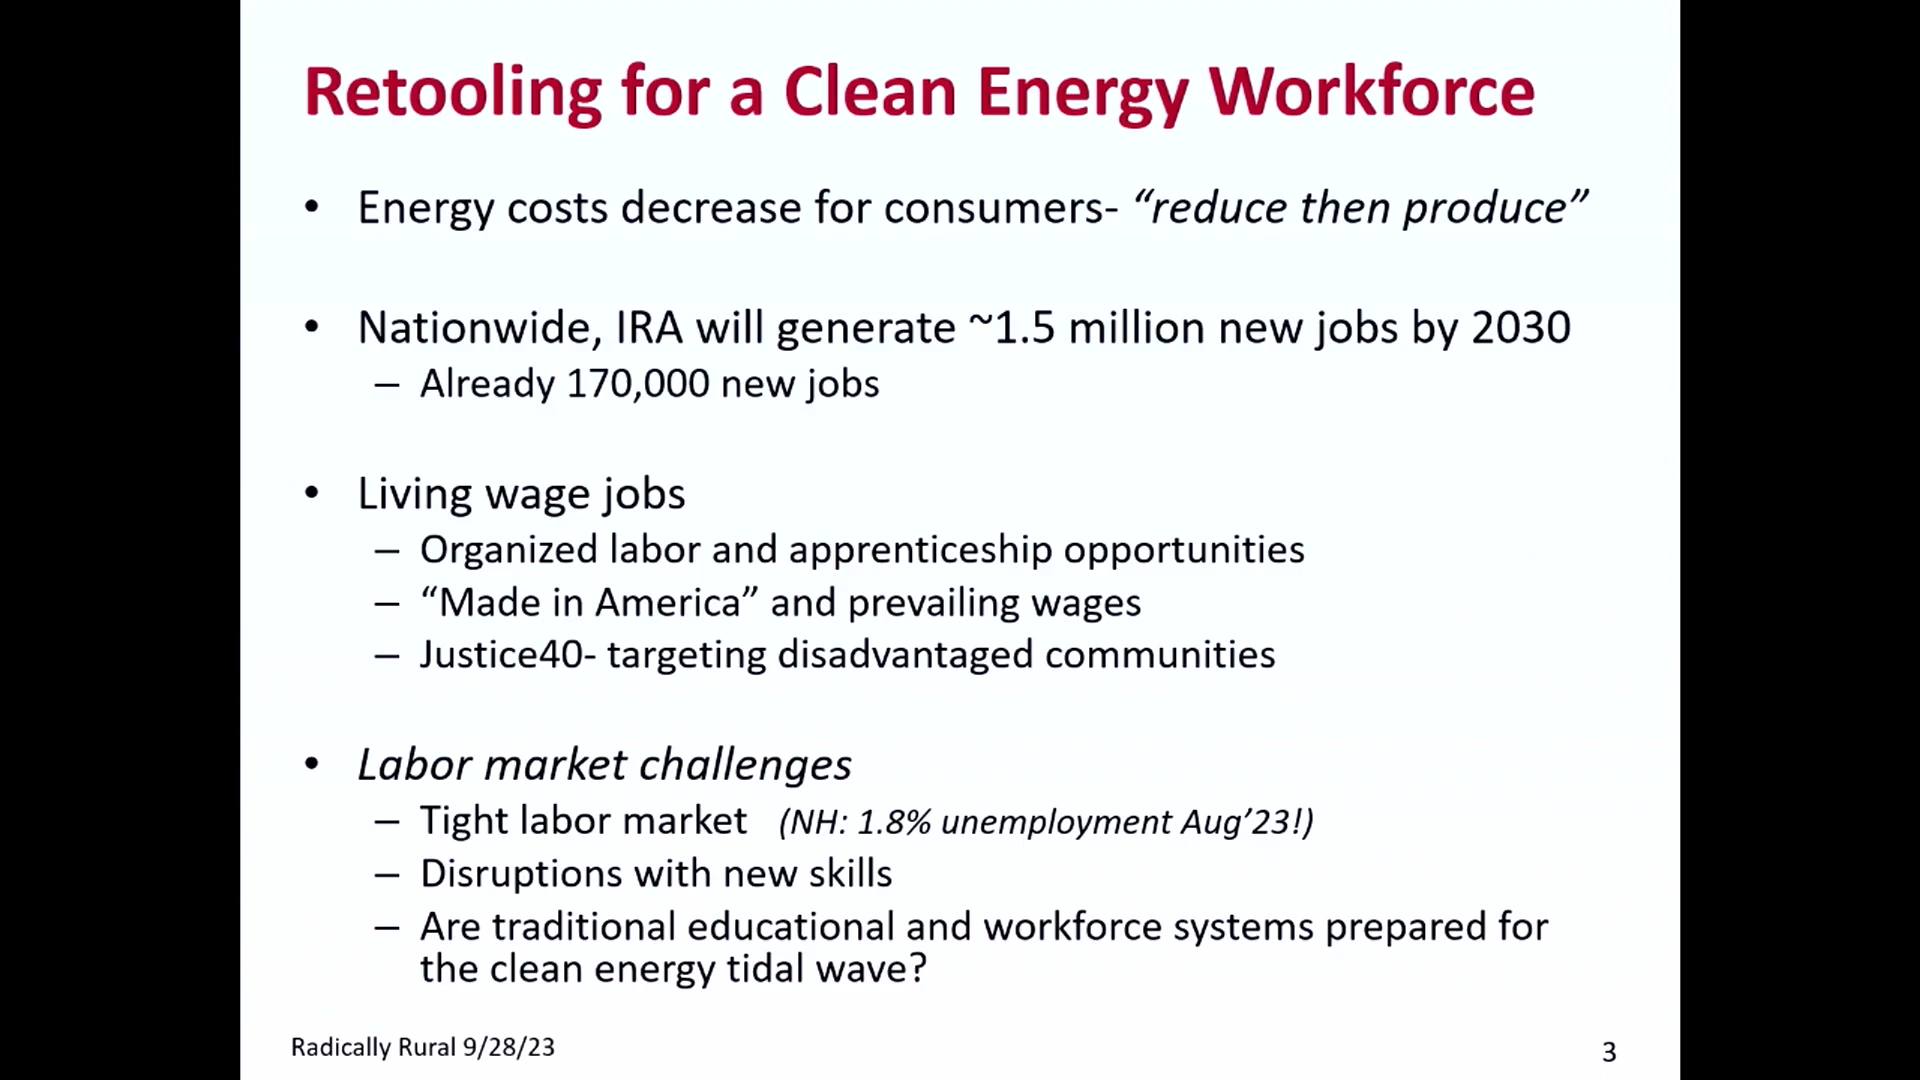 Retooling for a Clean Energy Workforce
• Energy costs decrease for consumers- “reduce then produce”
• Nationwide, IRA will generate ~1.5 million new jobs by 2030
– Already 170,000 new jobs
• Living wage jobs
– Organized labor and apprenticeship opportunities
– “Made in America” and prevailing wages
– Justice40- targeting disadvantaged communities
• Labor market challenges
– Tight labor market (NH: 1.8% unemployment Aug’23!)
– Disruptions with new skills
– Are traditional educational and workforce systems prepared for
the clean energy tidal wave?
Radically Rural 9/28/23
3